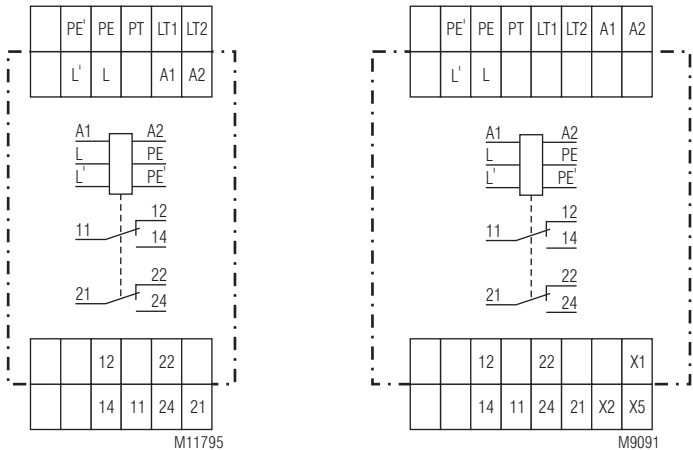 PE' PE PT LT1 LT2
L' L A1 A2
A1 A2
L PE
L' PE'
12
11 14
22
21 24
12 22
14 11 24 21
M11795
PE' PE PT LT1 LT2 A1 A2
L' L
A1 A2
L PE
L' PE'
12
11 14
22
21 24
12 22 X1
14 11 24 21 X2 X5
M9091